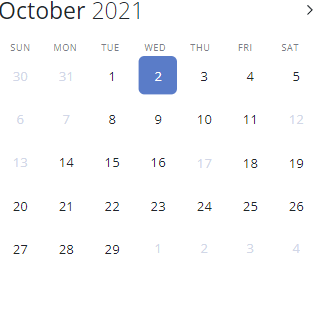 October 2021
SUN MON TUE WED THU FRI SAT
30 31 1 2 3 4 5
6 7 8 9 10 11 12
13 14 15 16 17 18 19
20 21 22 23 24 25 26
27 28 29 1 2 3 4